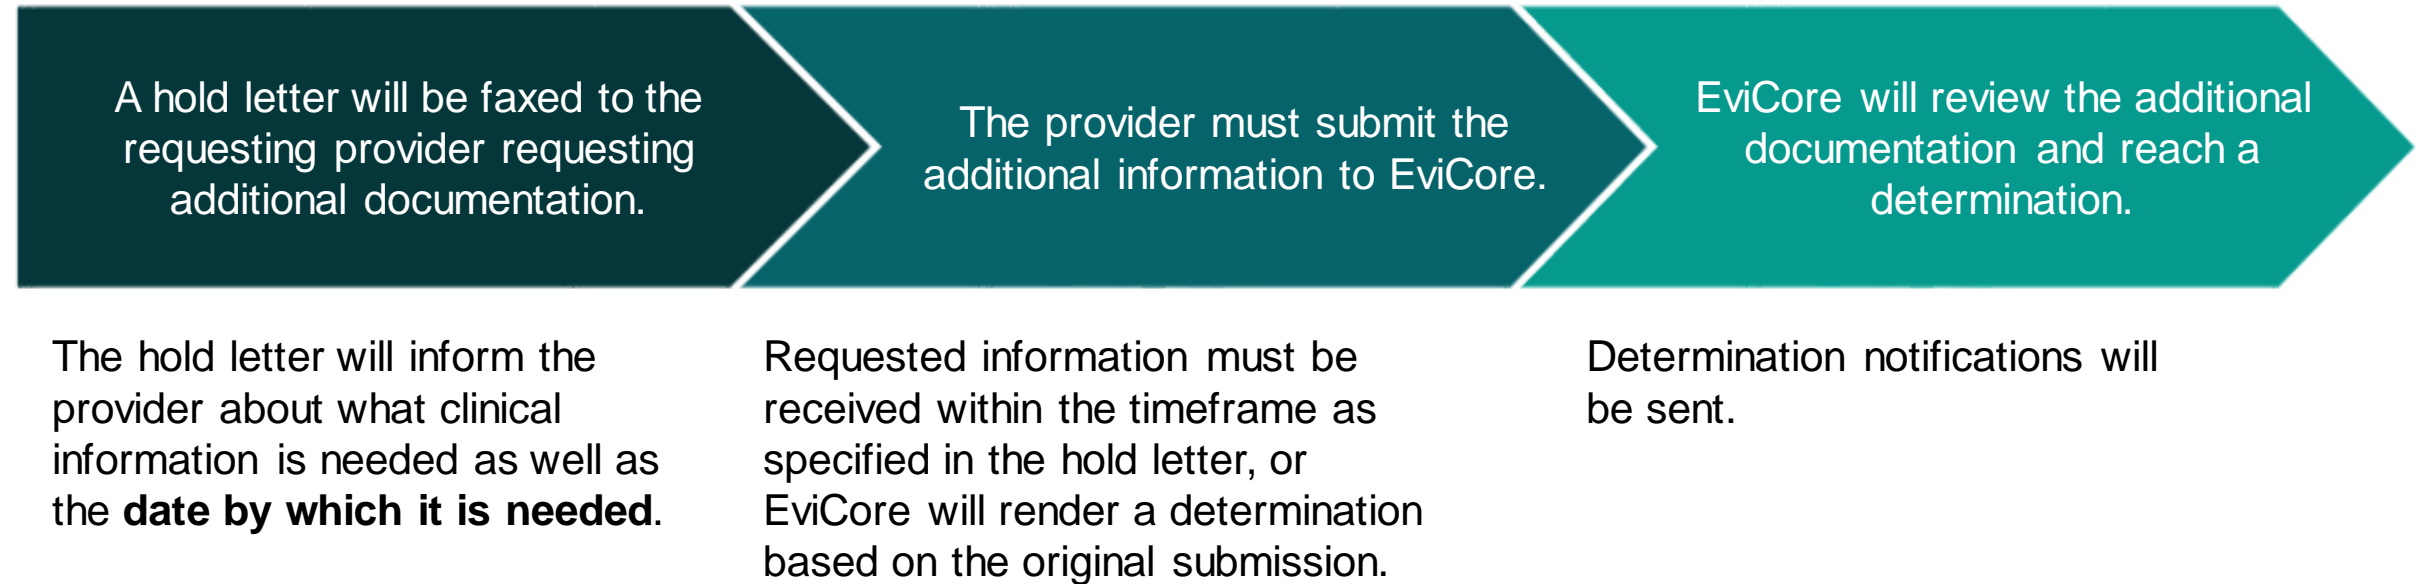 A hold letter will be faxed to the
requesting provider requesting
additional documentation.
The hold letter will inform the
provider about what clinical
information is needed as well as
the date by which it is needed.
The provider must submit the
additional information to EviCore.
Requested information must be
received within the timeframe as
specified in the hold letter, or
EviCore will render a determination
based on the original submission.
EviCore will review the additional
documentation and reach a
determination.
Determination notifications will
be sent.